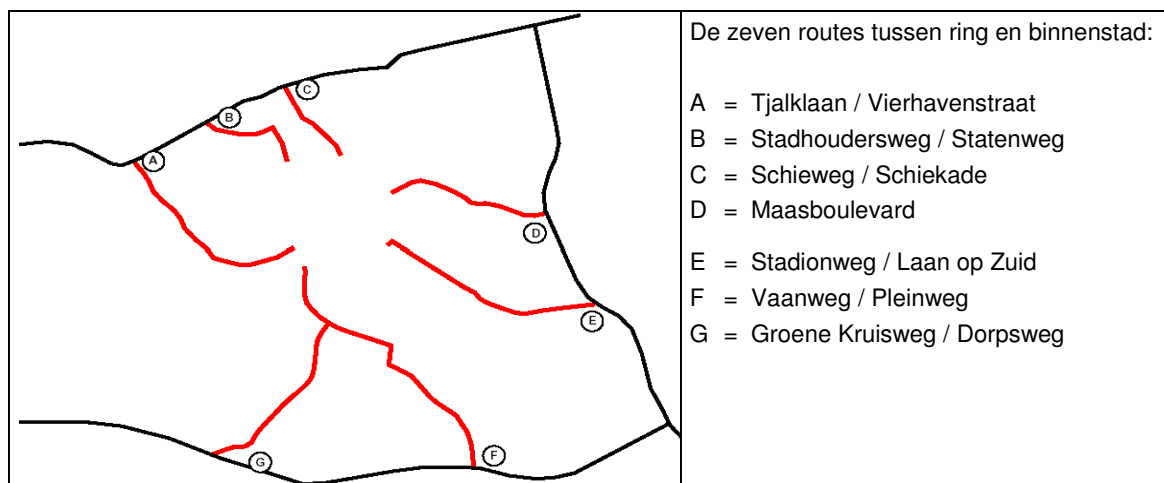 De zeven routes tussen ring en binnenstad:
A = Tjalklaan / Vierhavenstraat
B = Stadhoudersweg / Statenweg
C = Schieweg / Schiekade
D = Maasboulevard
E = Stadionweg / Laan op Zuid
F = Vaanweg / Pleinweg
G = Groene Kruisweg / Dorpsweg
C
B
A
D
E
F
G